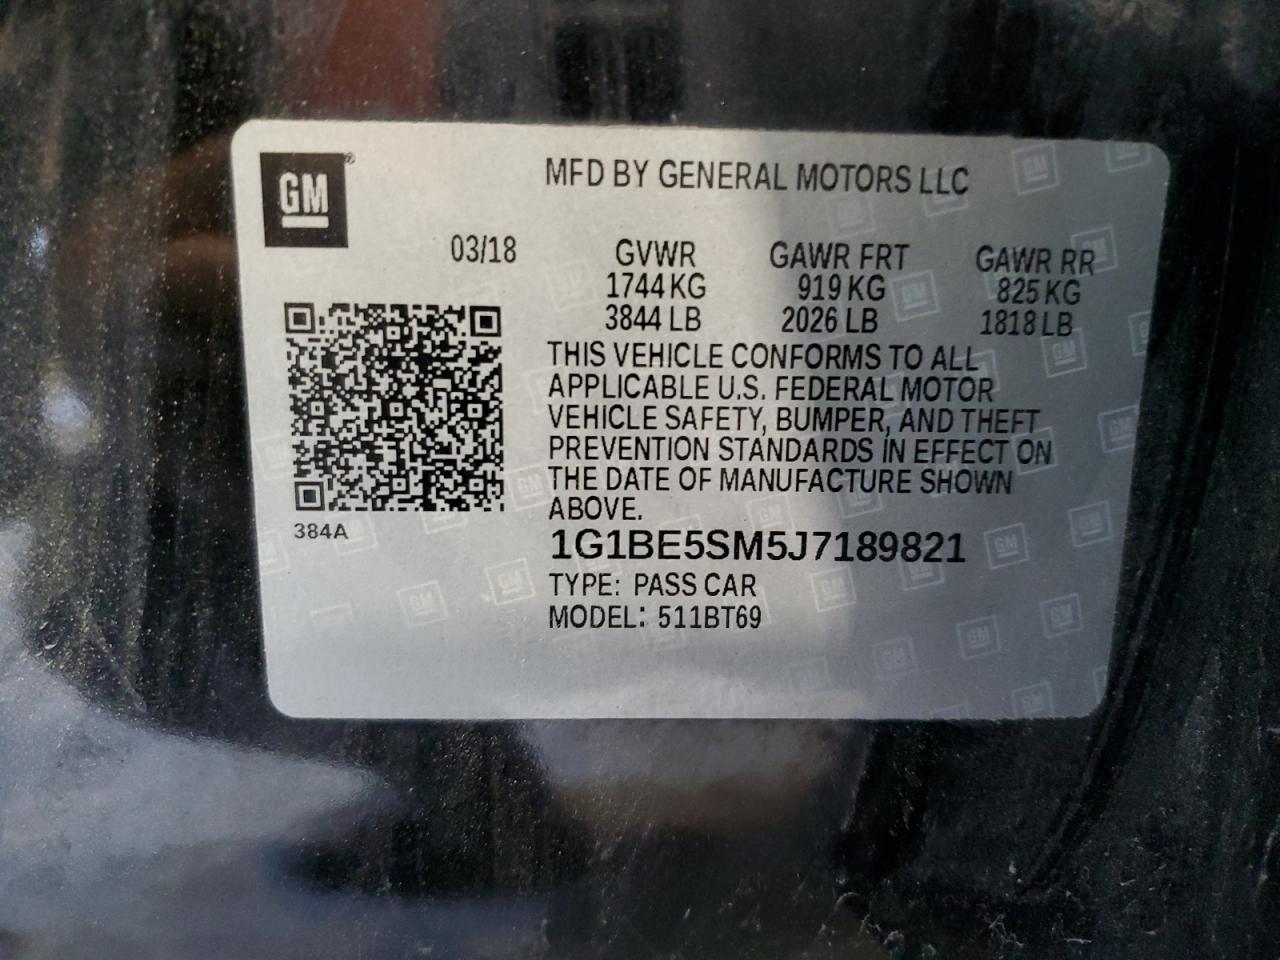 GM®
MFD BY GENERAL MOTORS LLC
03/18 GVWR GAWR FRT GAWR RR
1744 KG 919 KG 825 KG
3844 LB 2026 LB 1818 LB
THIS VEHICLE CONFORMS TO ALL
APPLICABLE U.S. FEDERAL MOTOR
VEHICLE SAFETY, BUMPER, AND THEFT
PREVENTION STANDARDS IN EFFECT ON
THE DATE OF MANUFACTURE SHOWN
ABOVE.
384A
1G1BE5SM5J7189821
TYPE: PASS CAR
MODEL: 511BT69